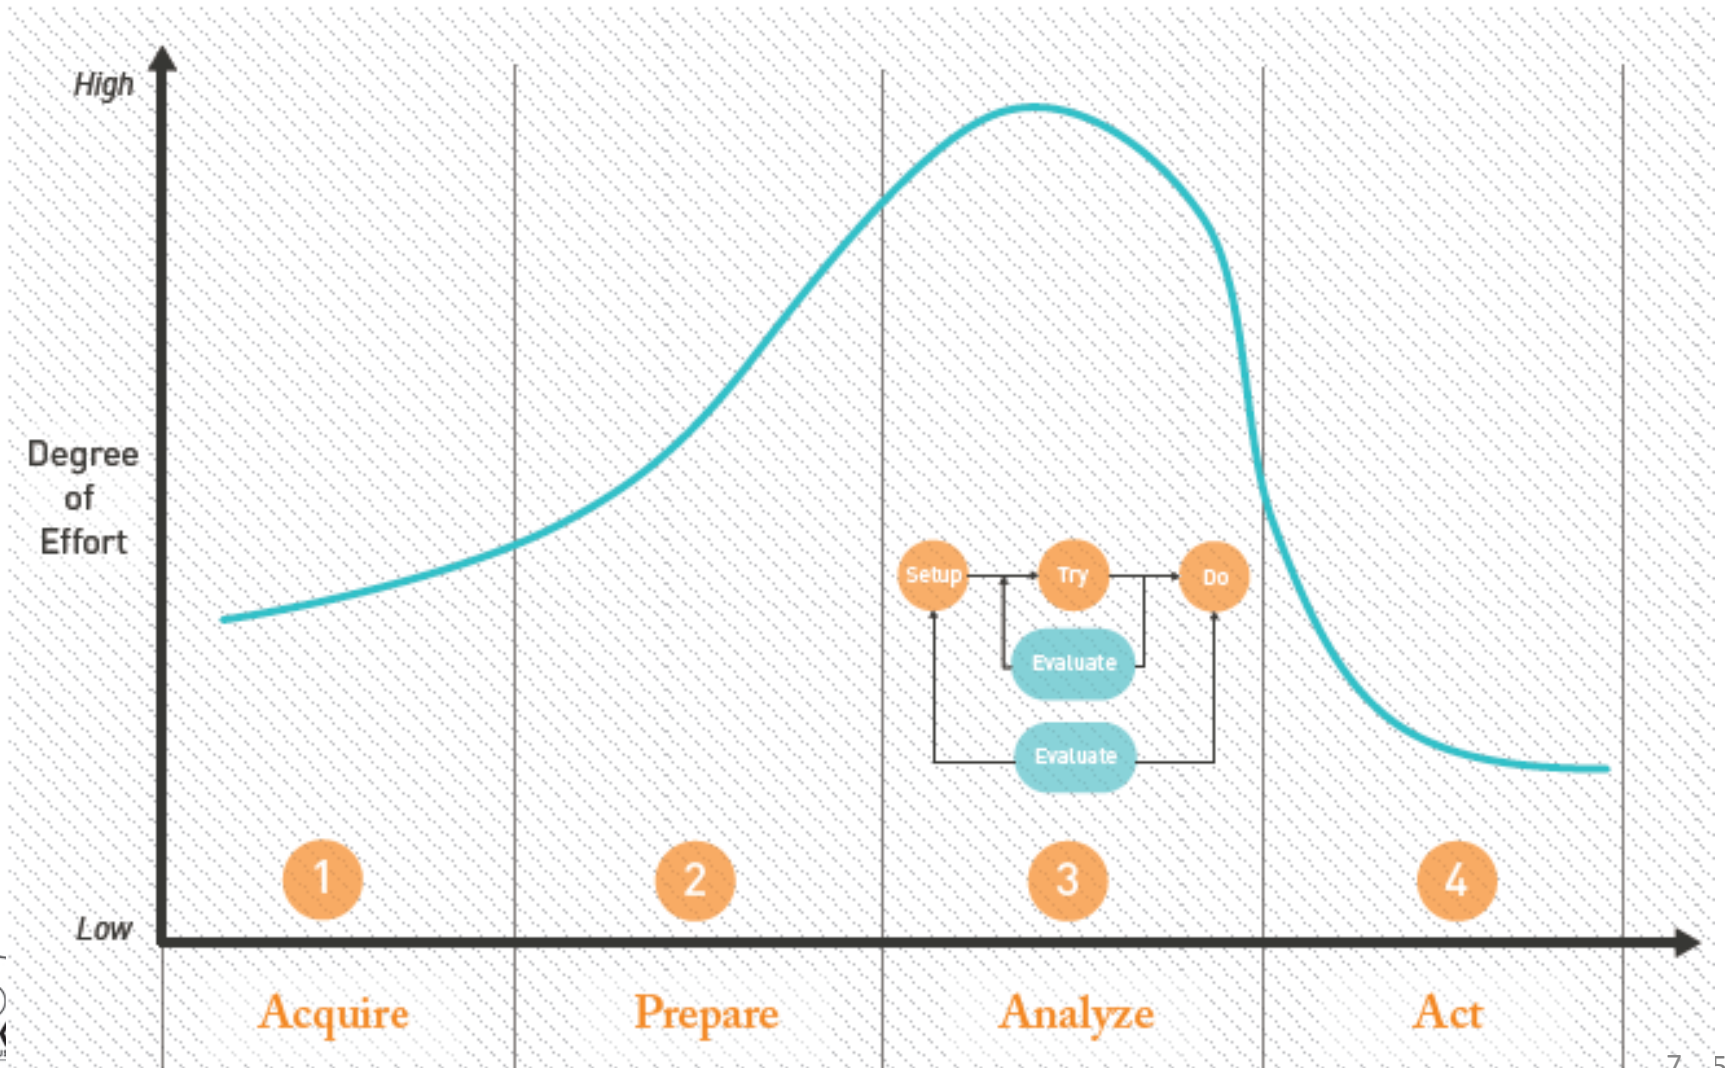 High
Degree
of
Effort
Setup
Try
Do
Evaluate
Evaluate
1
2
3
4
Low
Acquire
Prepare
Analyze
Act